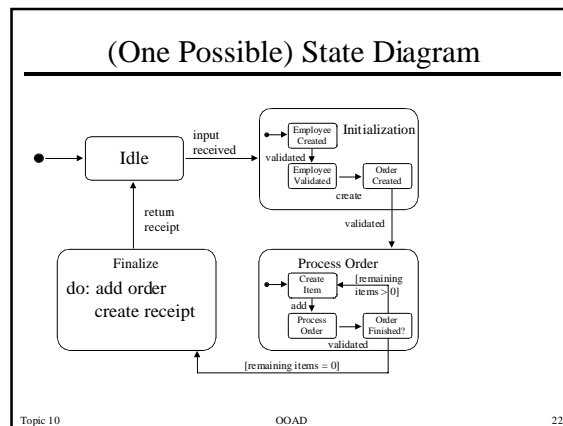 (One Possible) State Diagram
Idle
input
received
Initialization
Employee
Created
validated
Employee
Validated
create
Order
Created
validated
Process Order
Create
Item
[remaining
items > 0]
add
Process
Order
Order
Finished?
validated
[remaining items = 0]
Finalize
do: add order
create receipt
return
receipt
Topic 10
OOAD
22